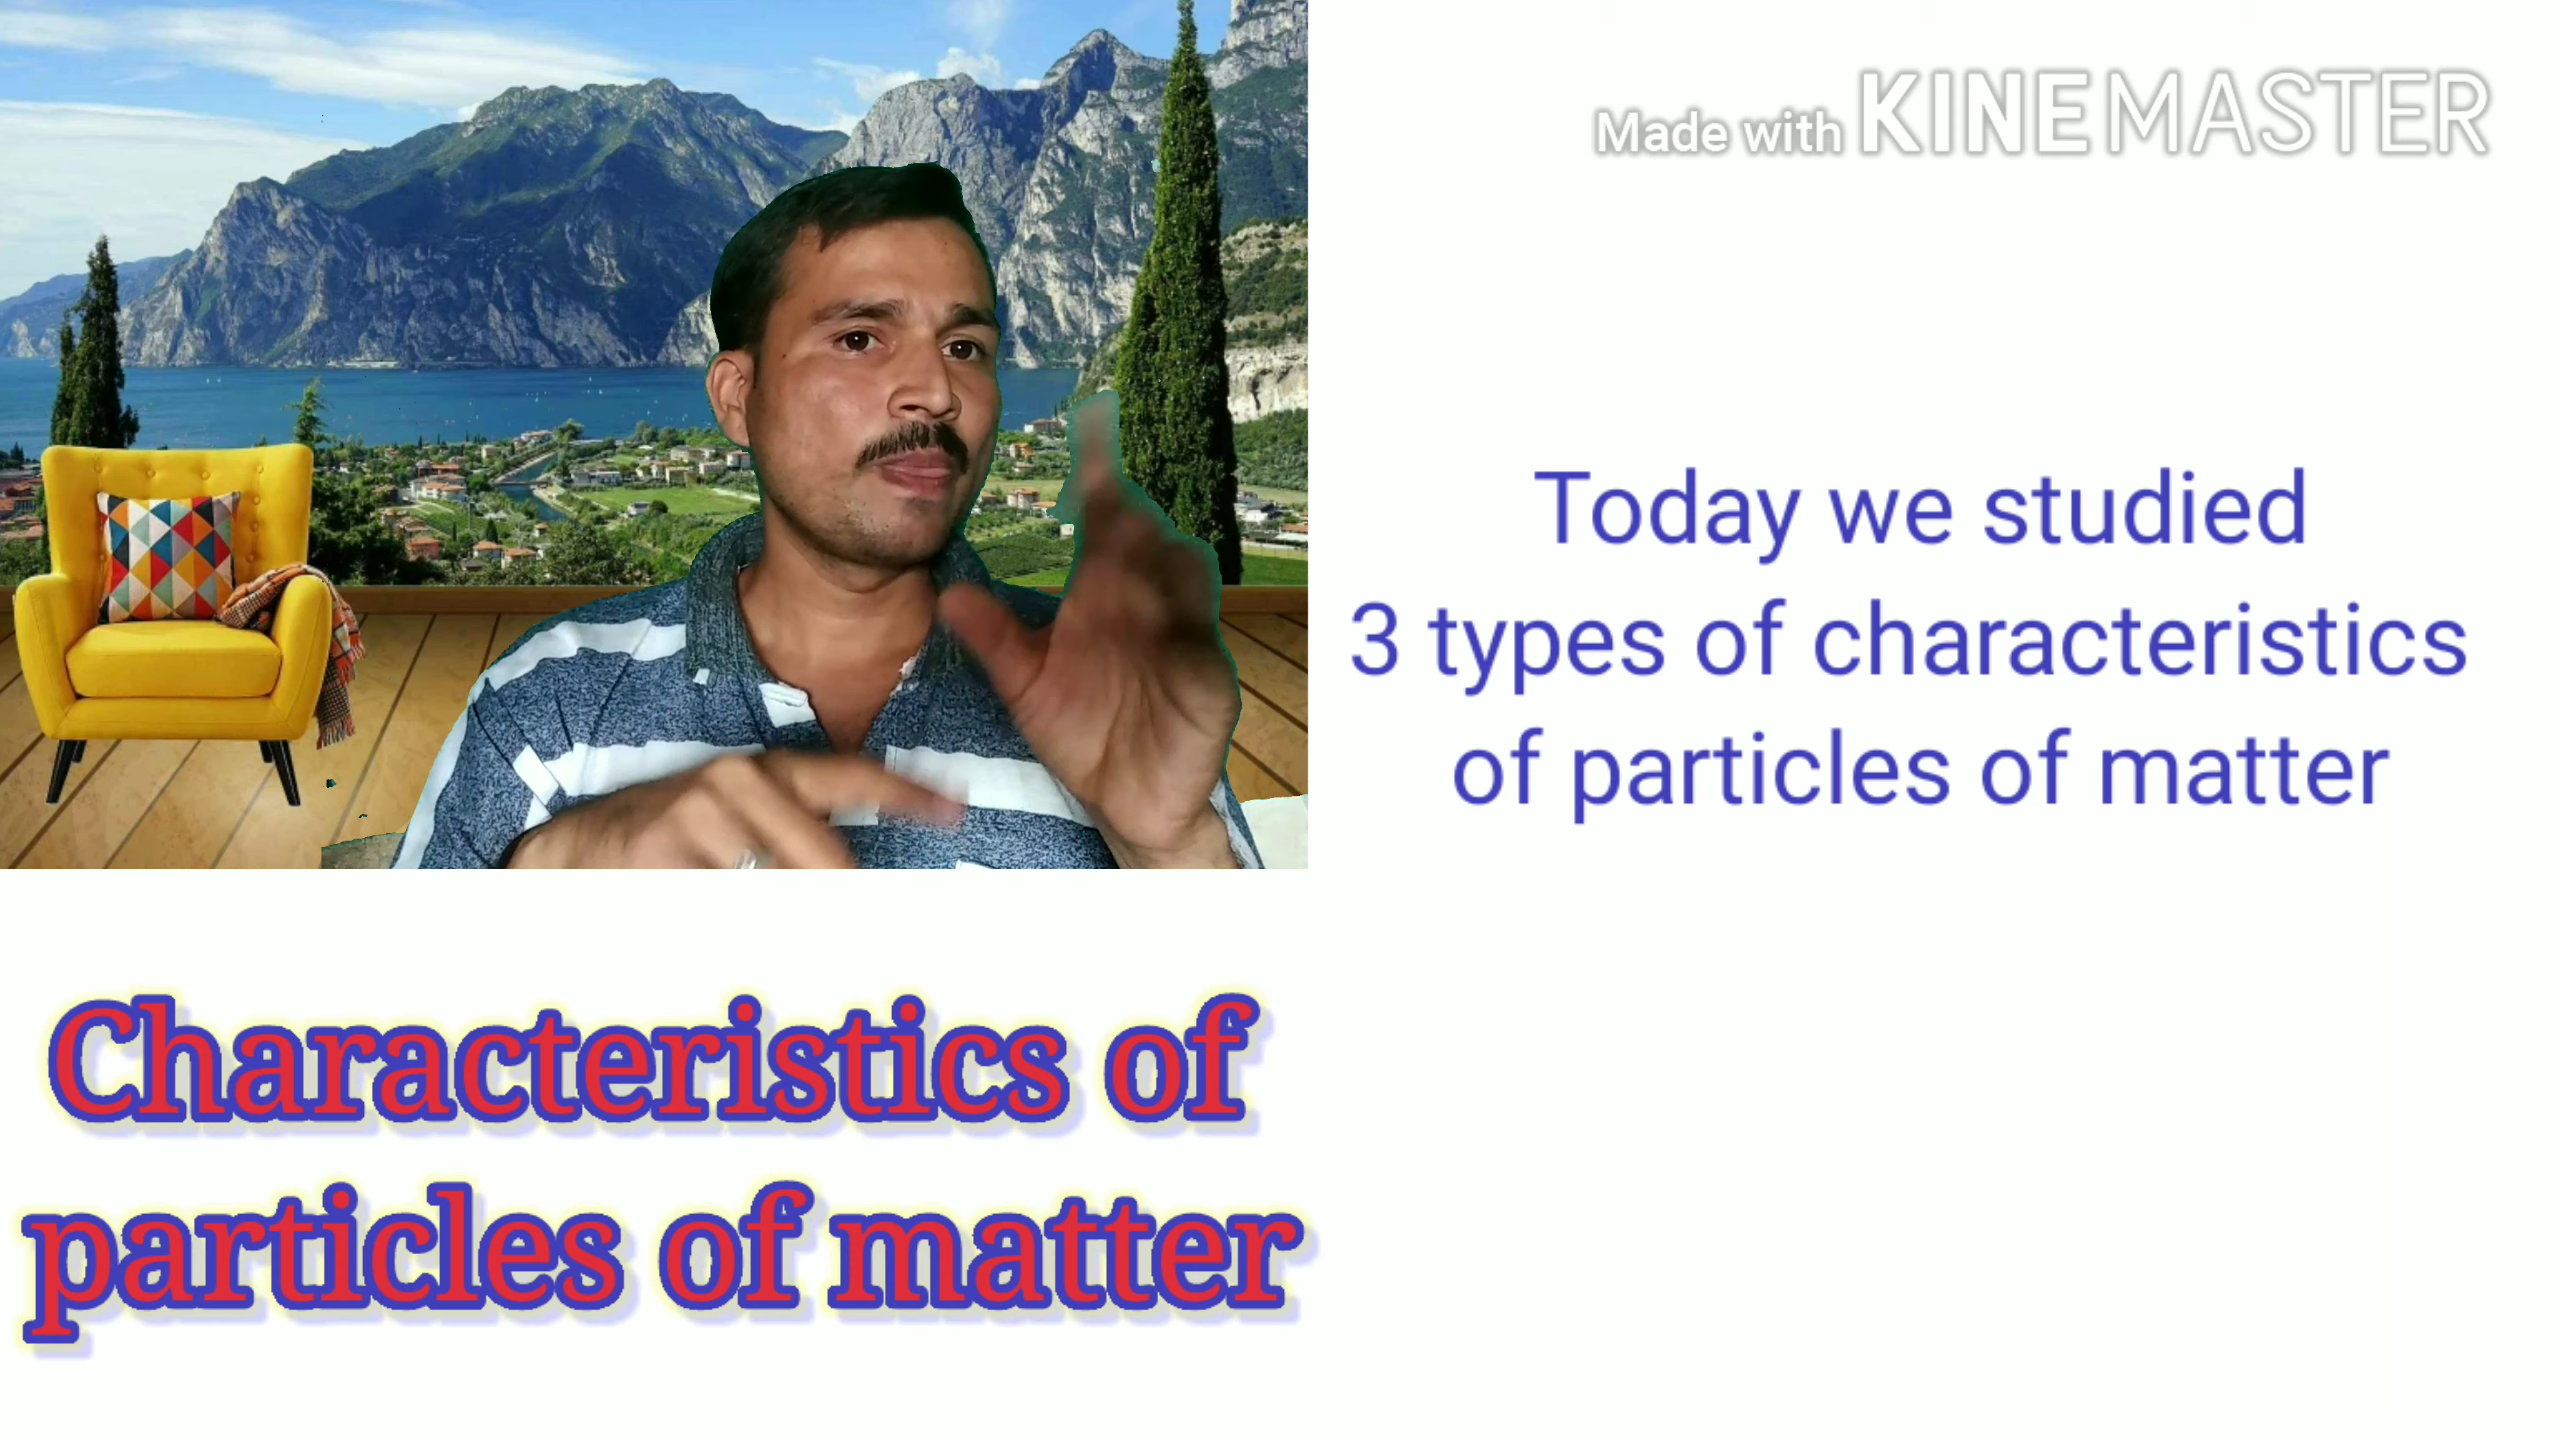 Made with KINEMASTER
Today we studied
3 types of characteristics
of particles of matter
Characteristics of
particles of matter